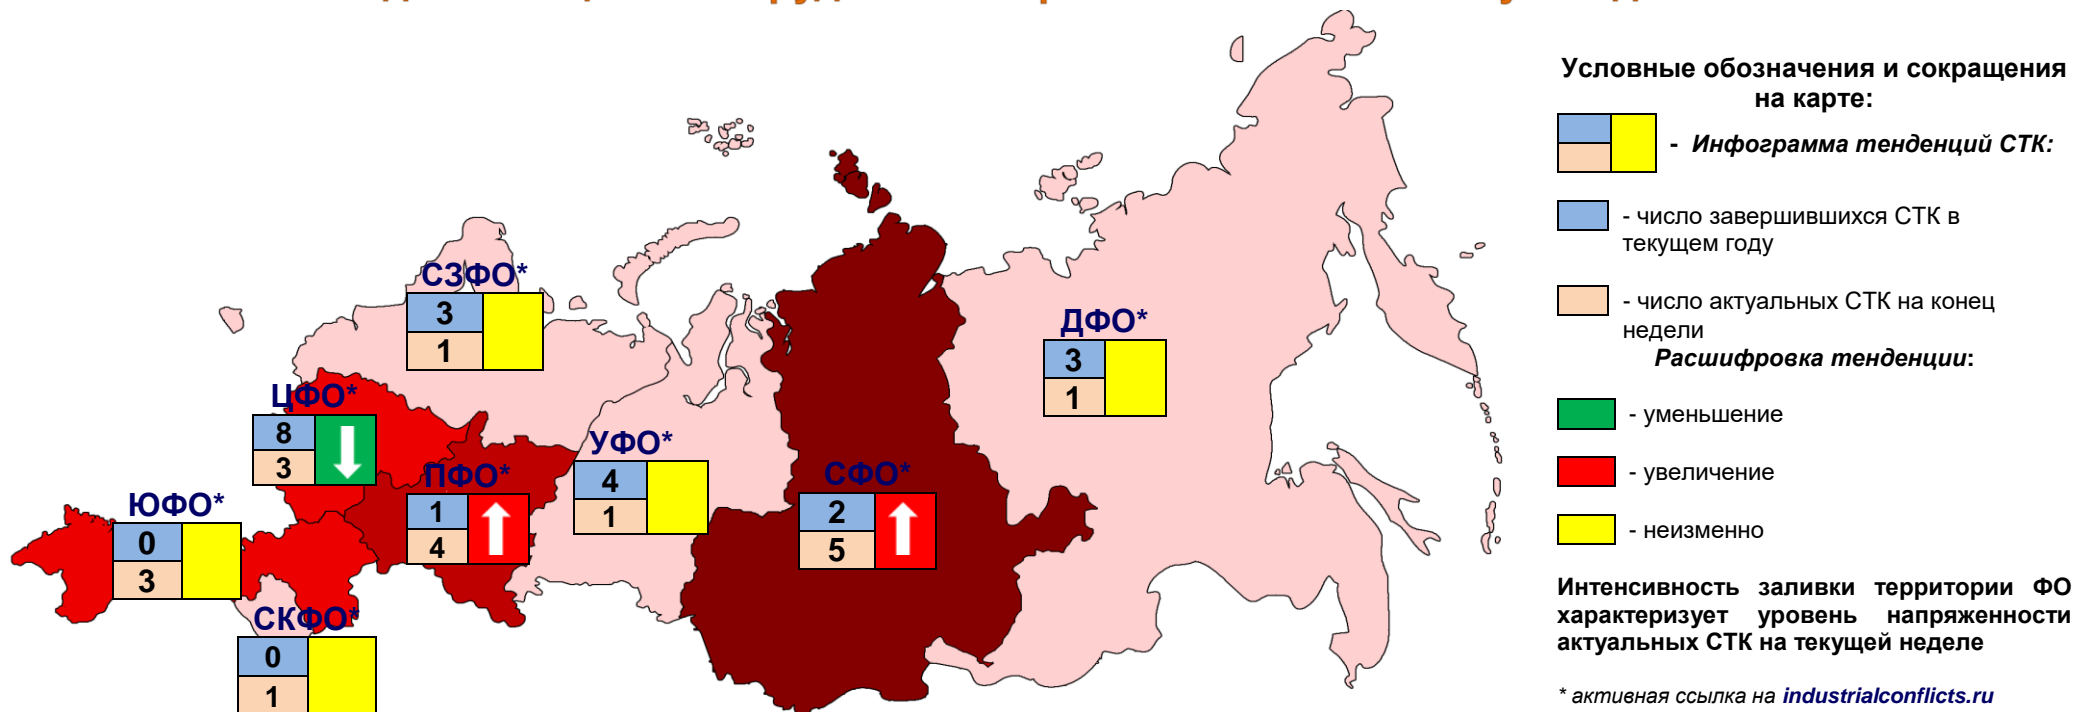 Условные обозначения и сокращения
на карте:
- Инфограмма тенденций СТК:
- число завершившихся СТК в
текущем году
- число актуальных СТК на конец
недели
Расшифровка тенденции:
- уменьшение
- увеличение
- неизменно
Интенсивность заливки территории ФО
характеризует уровень напряженности
актуальных СТК на текущей неделе
* активная ссылка на industrialconflicts.ru
СЗФО*
3
1
ДФО*
3
1
ЦФО*
8
3
УФО*
4
1
ПФО*
1
4
СФО*
2
5
ЮФО*
0
3
СКФО*
0
1